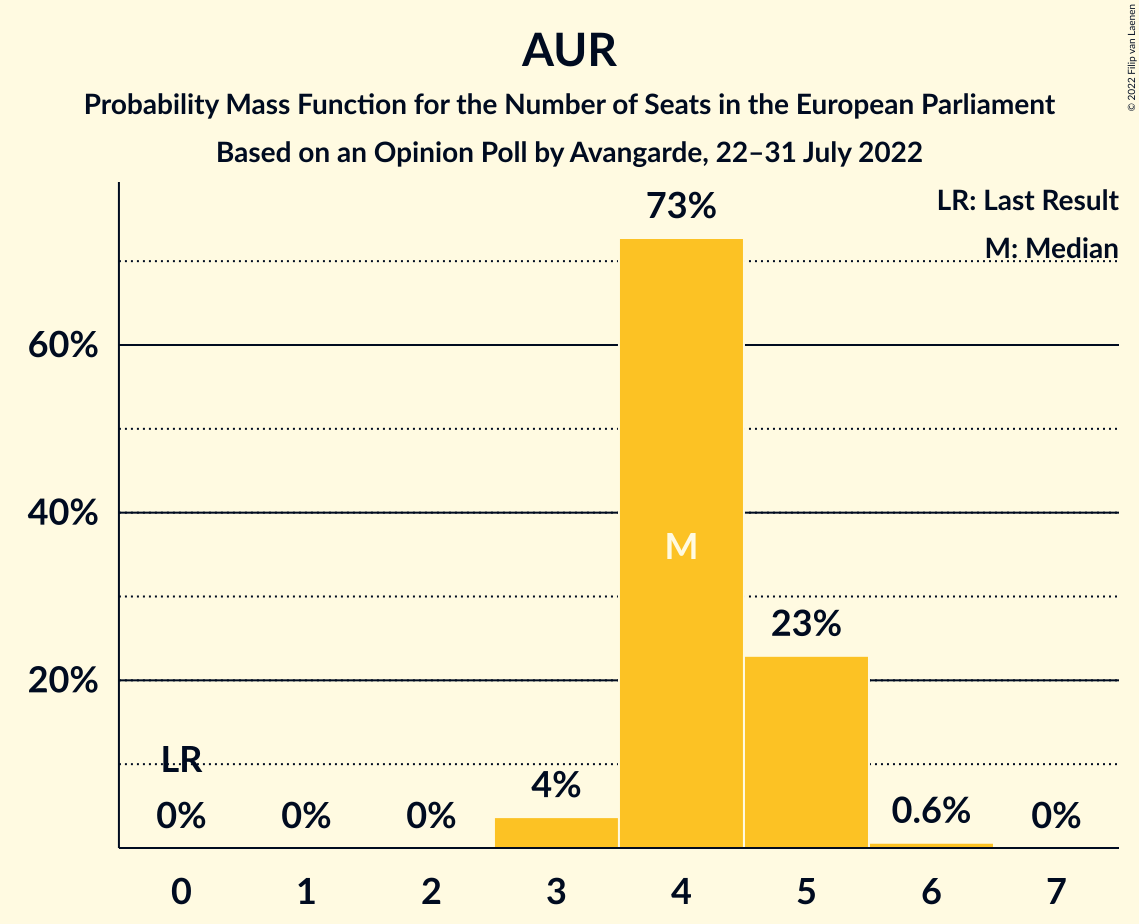 AUR
Probability Mass Function for the Number of Seats in the European Parliament
Based on an Opinion Poll by Avangarde, 22–31 July 2022
© 2022 Filip van Laenen
LR: Last Result
M: Median
73%
60%
40%
M
23%
20%
LR
0%
0%
0%
4%
0.6%
0%
0
1
2
3
4
5
6
7